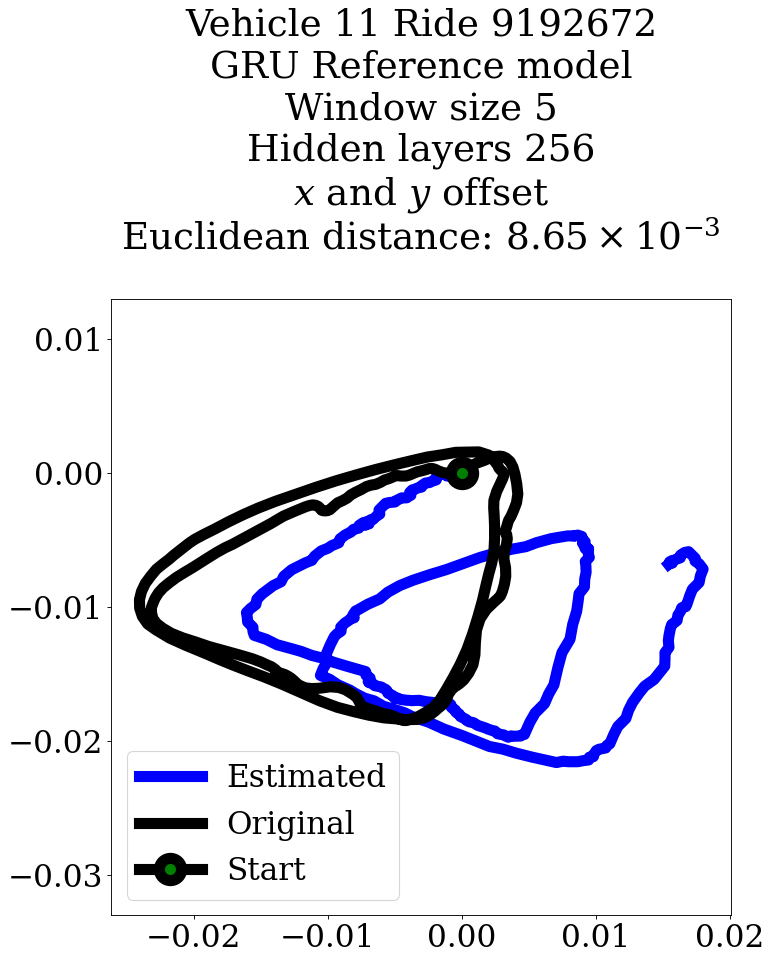 Vehicle 11 Ride 9192672
GRU Reference model
Window size 5
Hidden layers 256
x and y offset
Euclidean distance: 8.65 × 10⁻³
0.01
0.00
−0.01
−0.02
−0.03
Estimated
Original
Start
−0.02 −0.01 0.00 0.01 0.02